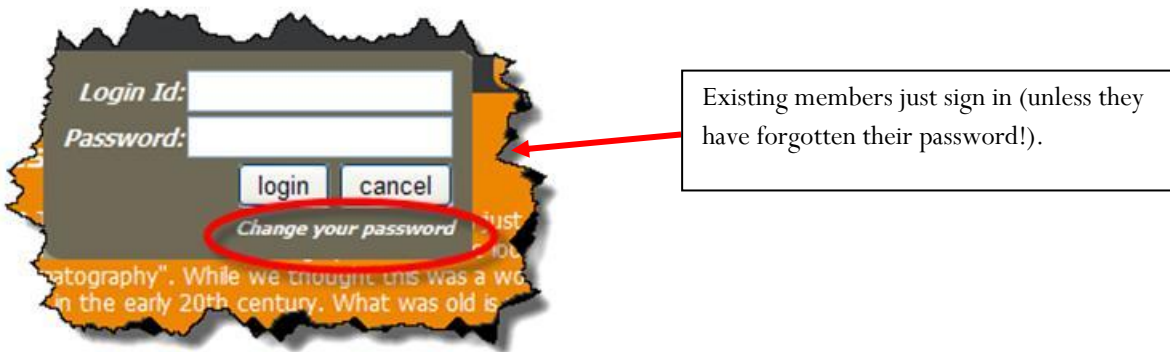 Login Id:
Password:
login cancel
Change your password
just
atography". While we thought this was a wo
in the early 20th century. What was old is
Existing members just sign in (unless they
have forgotten their password!).